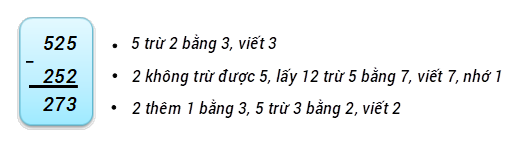 525
−
252
273
• 5 trừ 2 bằng 3, viết 3
• 2 không trừ được 5, lấy 12 trừ 5 bằng 7, viết 7, nhớ 1
• 2 thêm 1 bằng 3, 5 trừ 3 bằng 2, viết 2